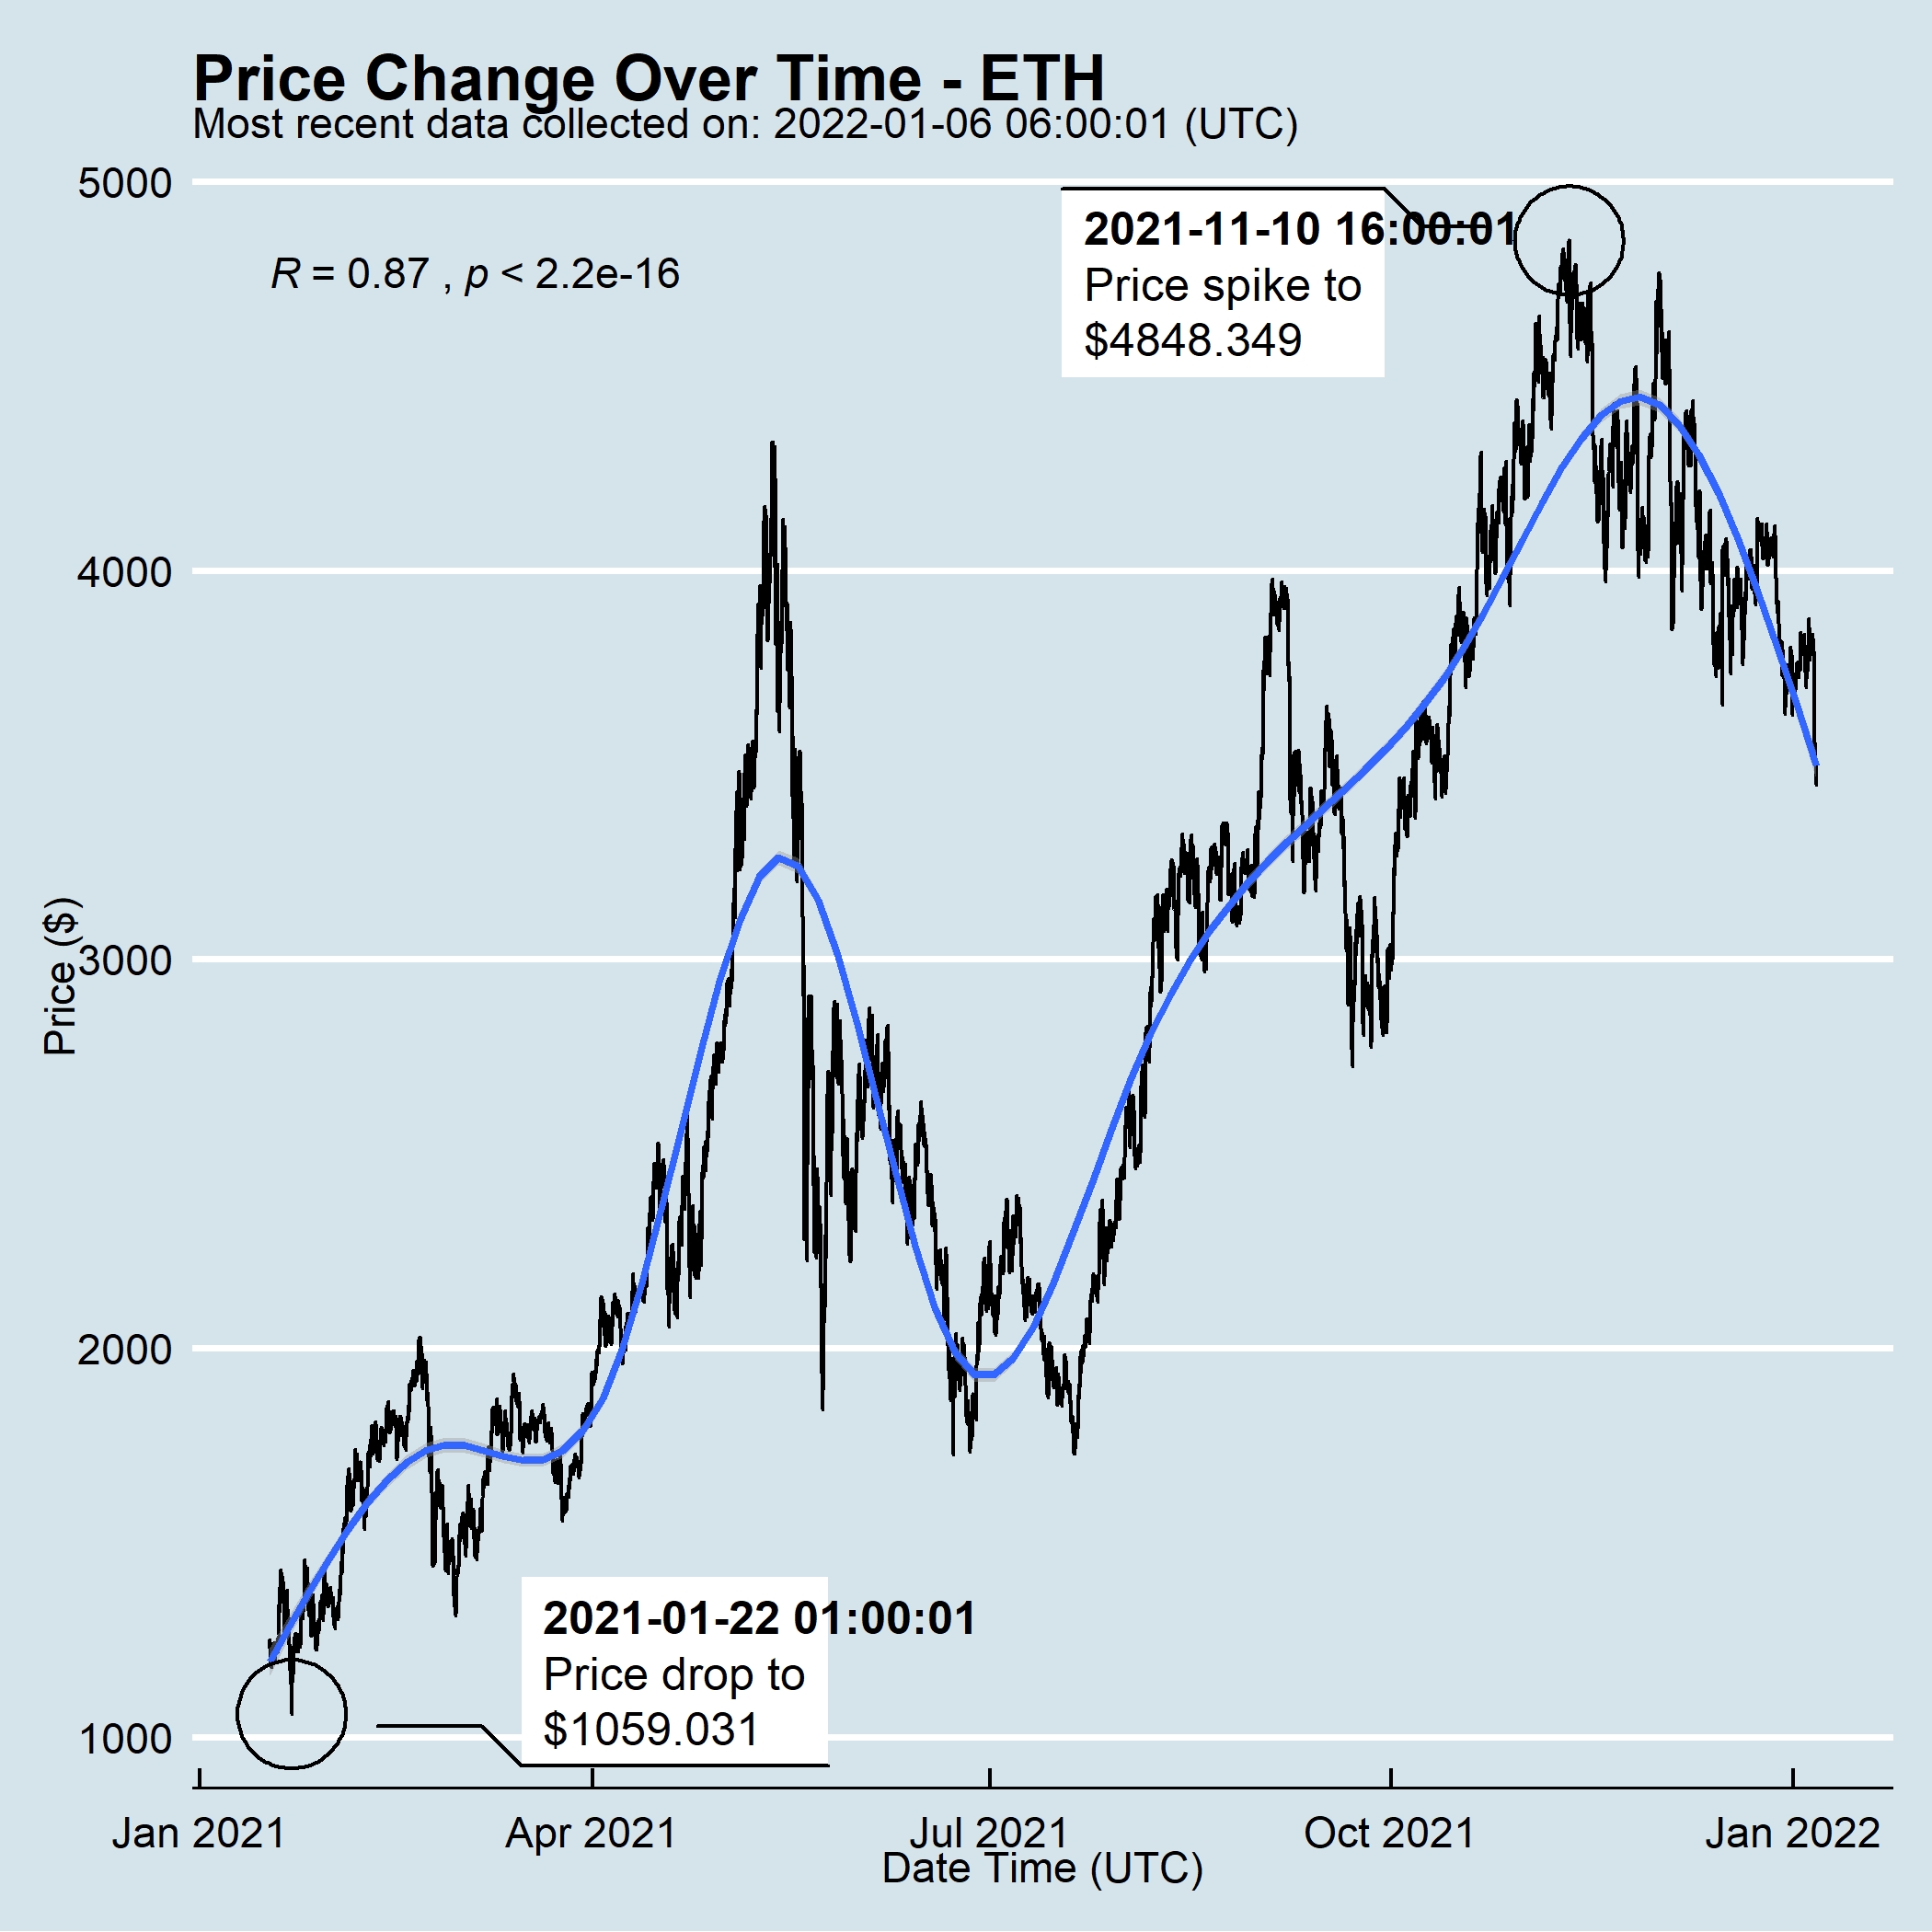 Price Change Over Time - ETH
Most recent data collected on: 2022-01-06 06:00:01 (UTC)
5000
2021-11-10 16:00:01
Price spike to
$4848.349
R = 0.87 , p < 2.2e-16
4000
Price ($)
3000
2000
2021-01-22 01:00:01
Price drop to
$1059.031
1000
Jan 2021 Apr 2021 Jul 2021 Oct 2021 Jan 2022
Date Time (UTC)